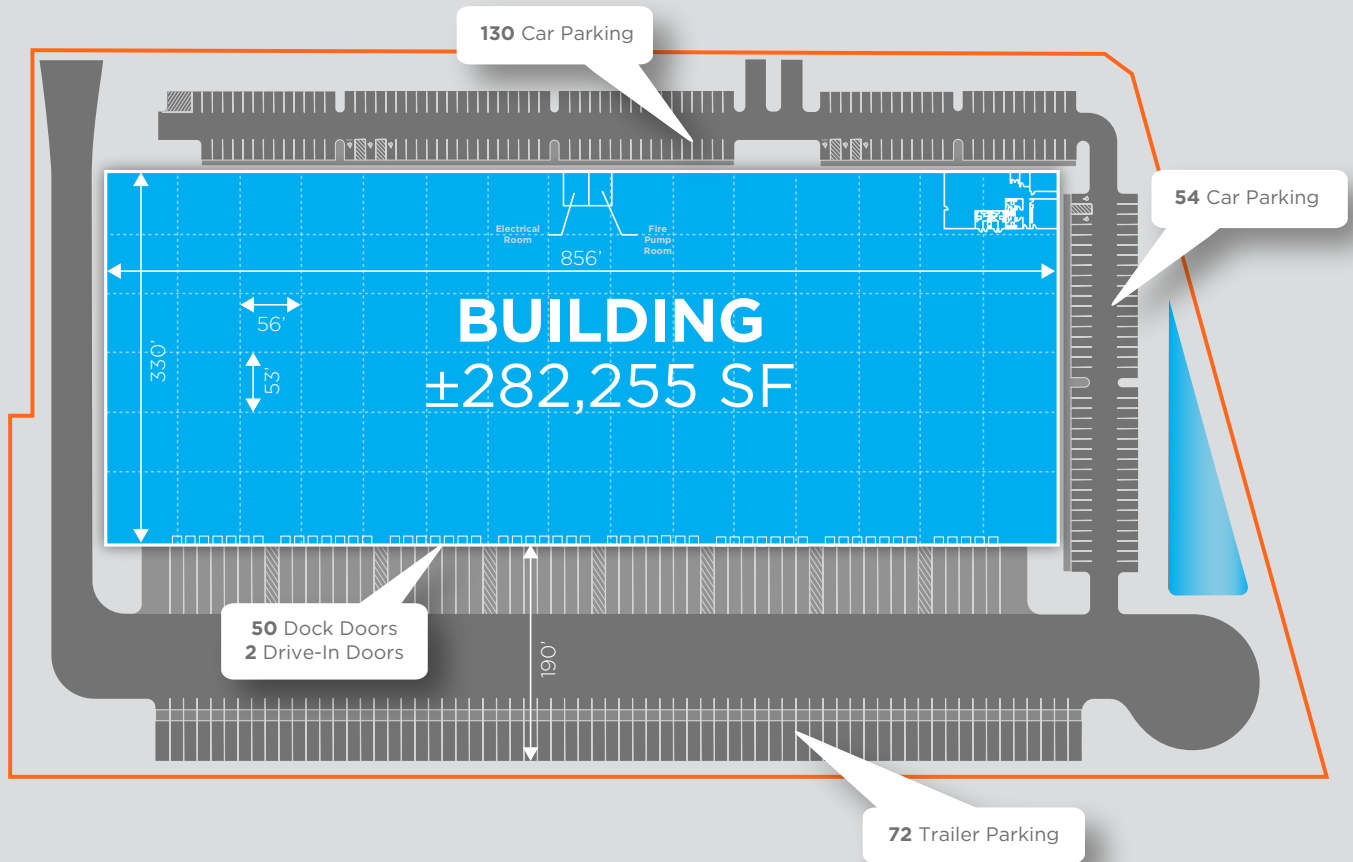 130 Car Parking
54 Car Parking
Electrical
Room
Fire
Pump
Room
856’
56’
330’
53’
BUILDING
±282,255 SF
50 Dock Doors
2 Drive-In Doors
190’
72 Trailer Parking